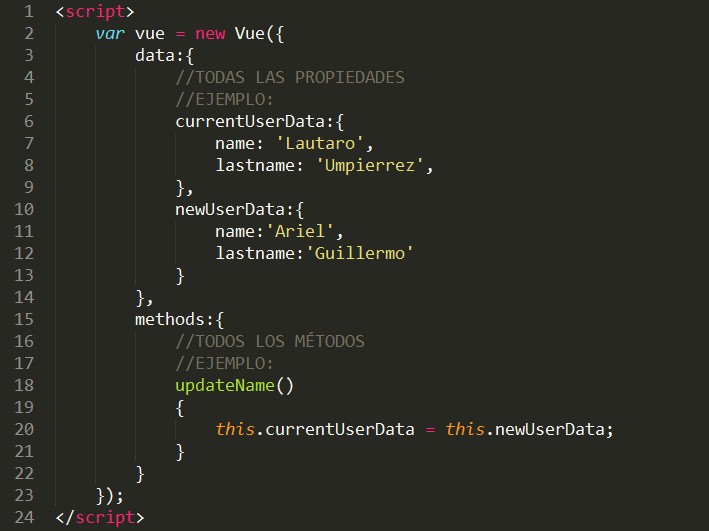 1 <script>
2     var vue = new Vue({
3         data:{
4             //TODAS LAS PROPIEDADES
5             //EJEMPLO:
6             currentUserData:{
7                 name: 'Lautaro',
8                 lastname: 'Umpierrez',
9             },
10             newUserData:{
11                 name:'Ariel',
12                 lastname:'Guillermo'
13             }
14         },
15         methods:{
16             //TODOS LOS MÉTODOS
17             //EJEMPLO:
18             updateName()
19             {
20                 this.currentUserData = this.newUserData;
21             }
22         }
23     });
24 </script>